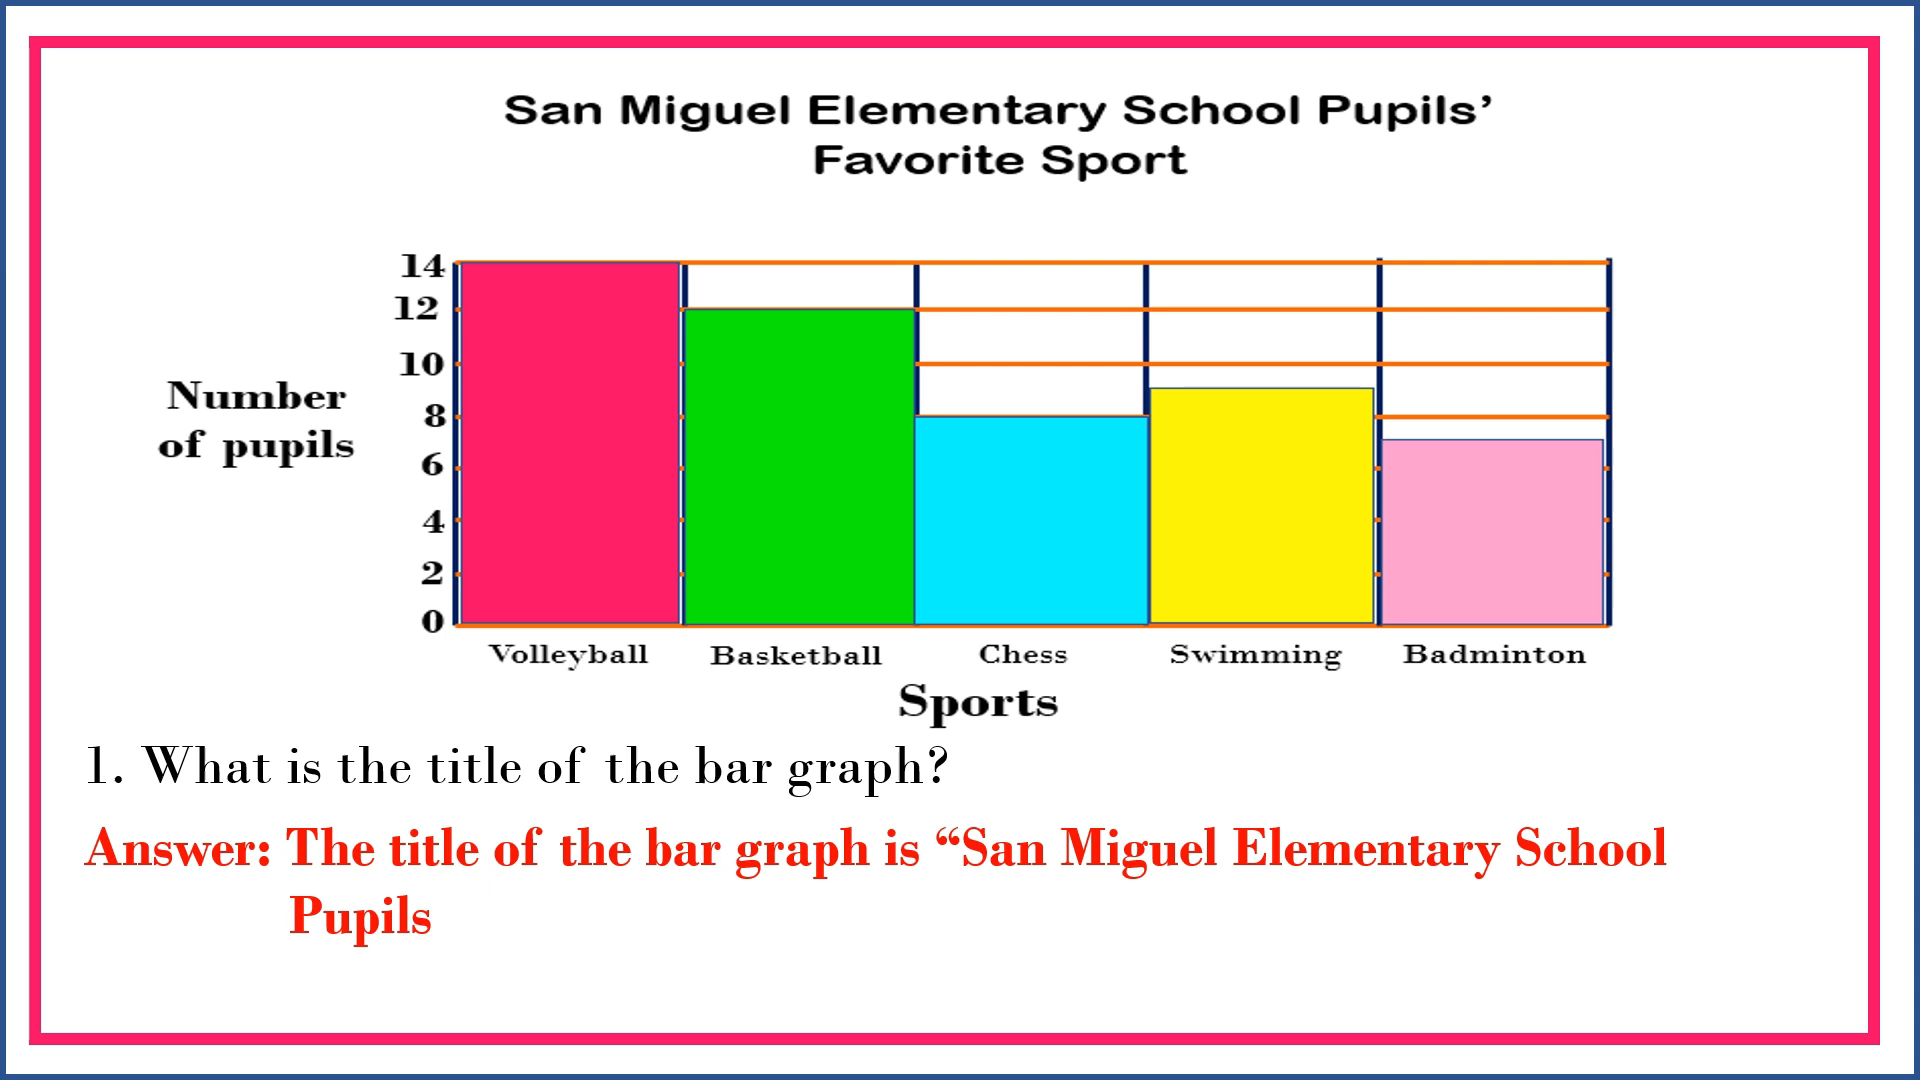 San Miguel Elementary School Pupils’
Favorite Sport
14
12
10
8
6
4
2
0
Number
of pupils
Volleyball Basketball Chess Swimming Badminton
Sports
1. What is the title of the bar graph?
Answer: The title of the bar graph is “San Miguel Elementary School
Pupils